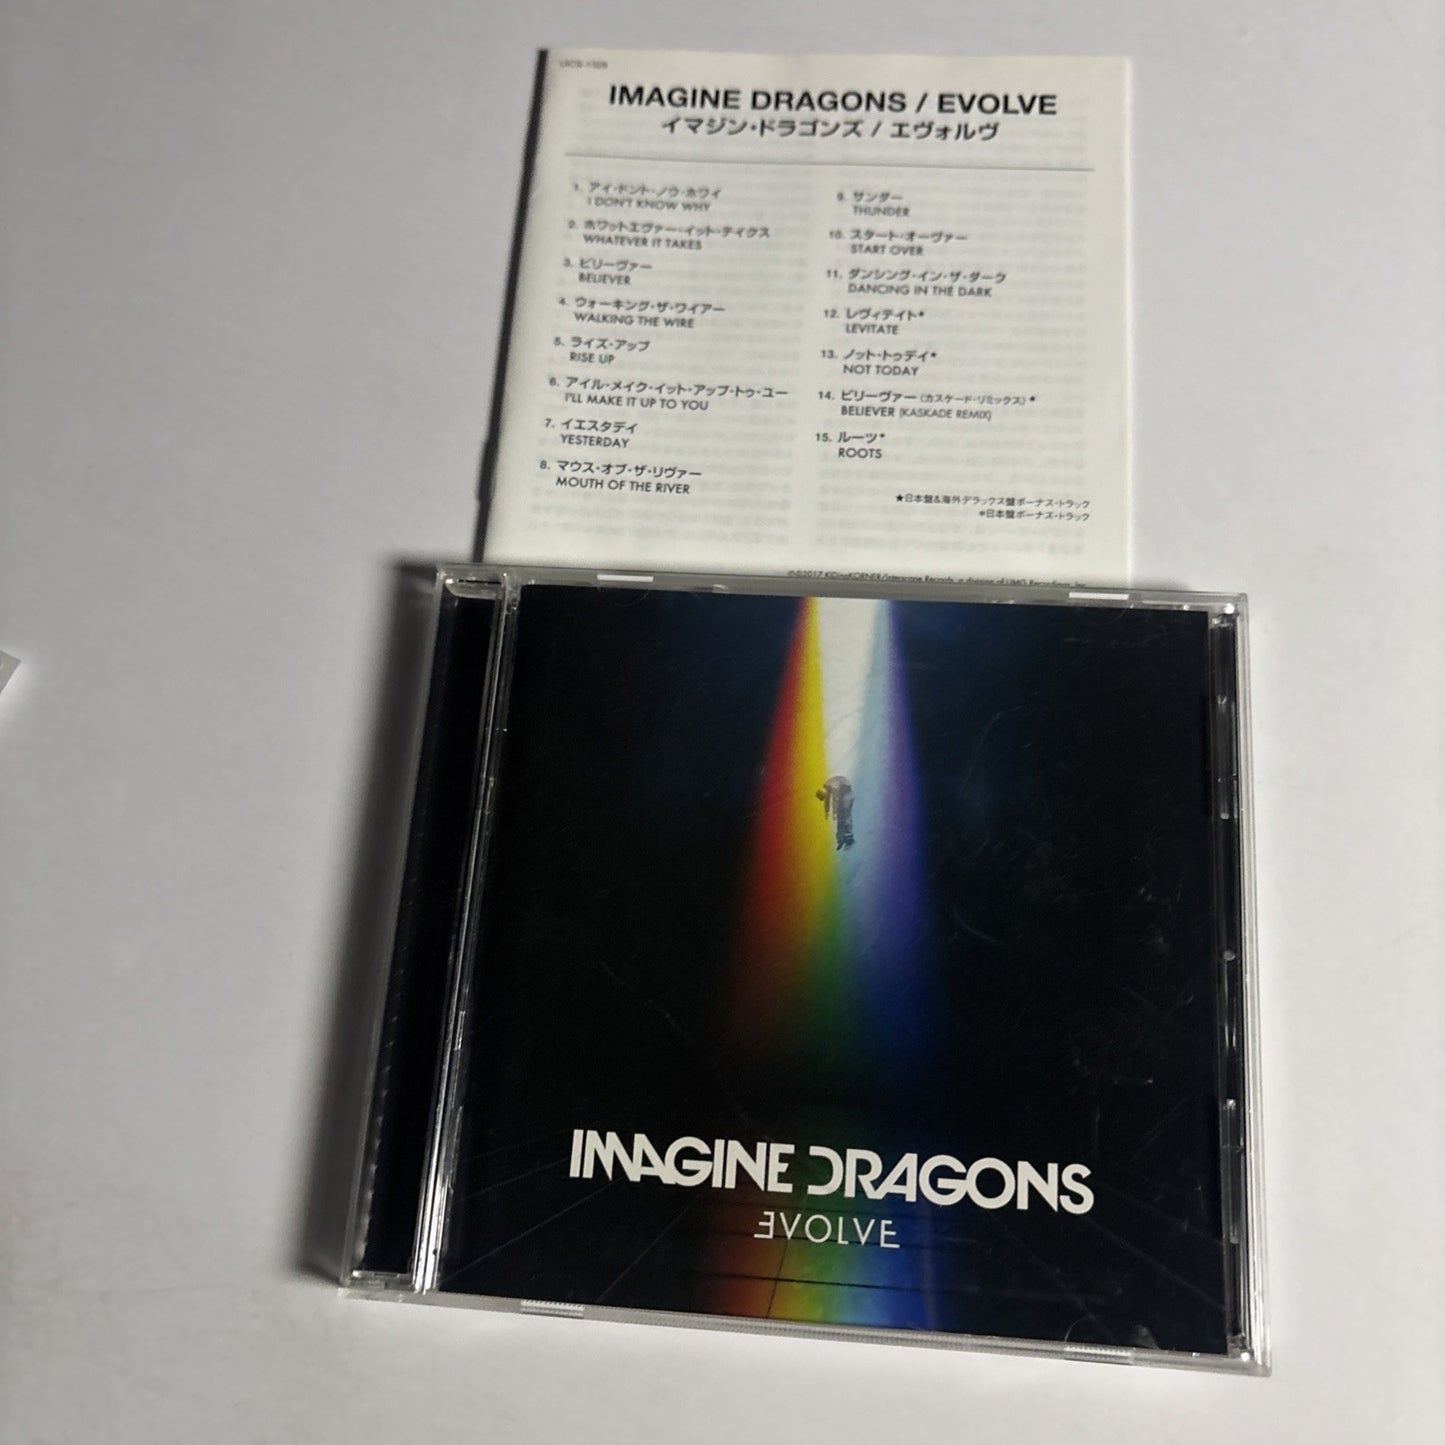 IMAGINE DRAGONS / EVOLVE
イマジン・ドラゴンズ / エヴォルヴ
1. アイ・ドント・ノウ・ホワイ
I DON'T KNOW WHY
2. ホワットエヴァー・イット・テイクス
WHATEVER IT TAKES
3. ビリーヴァー
BELIEVER
4. ウォーキング・ザ・ワイアー
WALKING THE WIRE
5. ライズ・アップ
RISE UP
6. アイル・メイク・イット・アップ・トゥ・ユー
I'LL MAKE IT UP TO YOU
7. イエスタデイ
YESTERDAY
8. マウス・オブ・ザ・リヴァー
MOUTH OF THE RIVER
9. サンダー
THUNDER
10. スタート・オーヴァー
START OVER
11. ダンシング・イン・ザ・ダーク
DANCING IN THE DARK
12. レヴィテイト★
LEVITATE
13. ノット・トゥデイ★
NOT TODAY
14. ビリーヴァー（カスケード・リミックス）★
BELIEVER (KASKADE REMIX)
15. ルーツ*
ROOTS
★日本盤&海外デラックス盤ボーナス・トラック
*日本盤ボーナス・トラック
℗©2017 KIDinaKORNER/Interscope Records, a division of UMG Recordings, Inc.
IMAGINE DRAGONS
ƎVOLVE